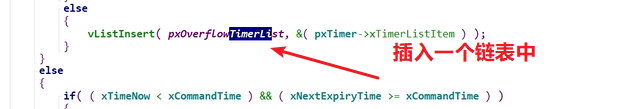 else
{
vListInsert( pxOverflowTimerList, &( pxTimer->xTimerListItem ) );
}
}
else
{
if( ( xTimeNow < xCommandTime ) && ( xNextExpiryTime >= xCommandTime ) )
{
插入一个链表中